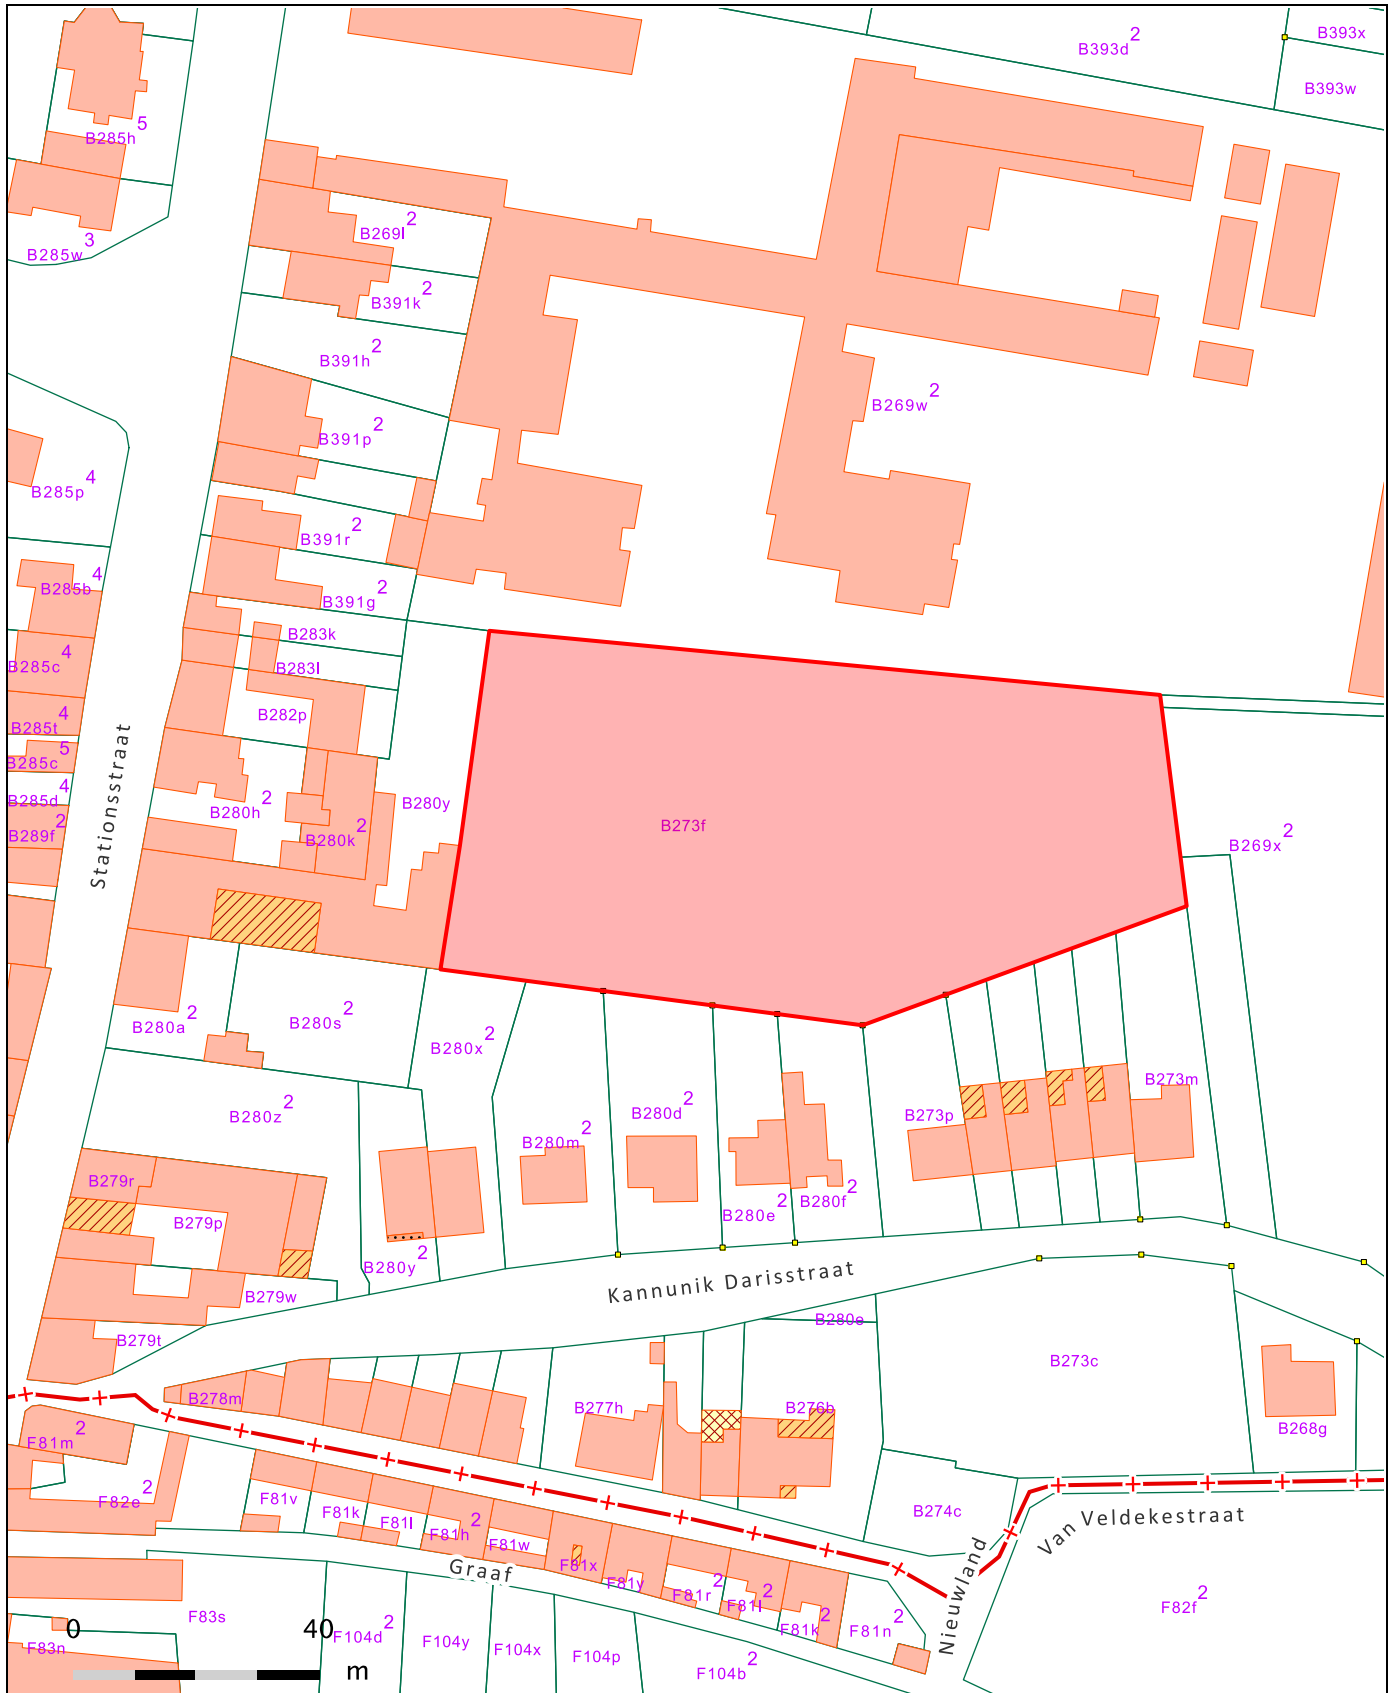 B393d 2
B393x
B393w
B285h 5
B285w 3
B269l 2
B391k 2
B391h 2
B269w 2
B391p 2
B285p 4
B391r 2
B285b 4
B391g 2
B283k
B285c 4
B283l
B282p
B285t 4
B285c 5
B285d 4
B280h 2
B280y
B289f 2
B280k 2
B273f
B269x 2
Stationsstraat
B280a 2
B280s 2
B280x 2
B280z 2
B280d 2
B280m 2
B273p
B273m
B279r
B279p
B280e 2
B280f 2
B280y 2
B279w
Kannunik Darisstraat
B280e
B279t
B273c
B278m
B277h
B276b
B268g
F81m 2
F82e 2
F81v
F81k
F81l
F81h 2
F81w
B274c
Van Veldekestraat
Graaf
F81x
F81y
F81r 2
F81l 2
F81k 2
F81n 2
Nieuwland
F82f 2
F83s
F83n
F104d 2
F104y
F104x
F104p
F104b 2
0 40
m